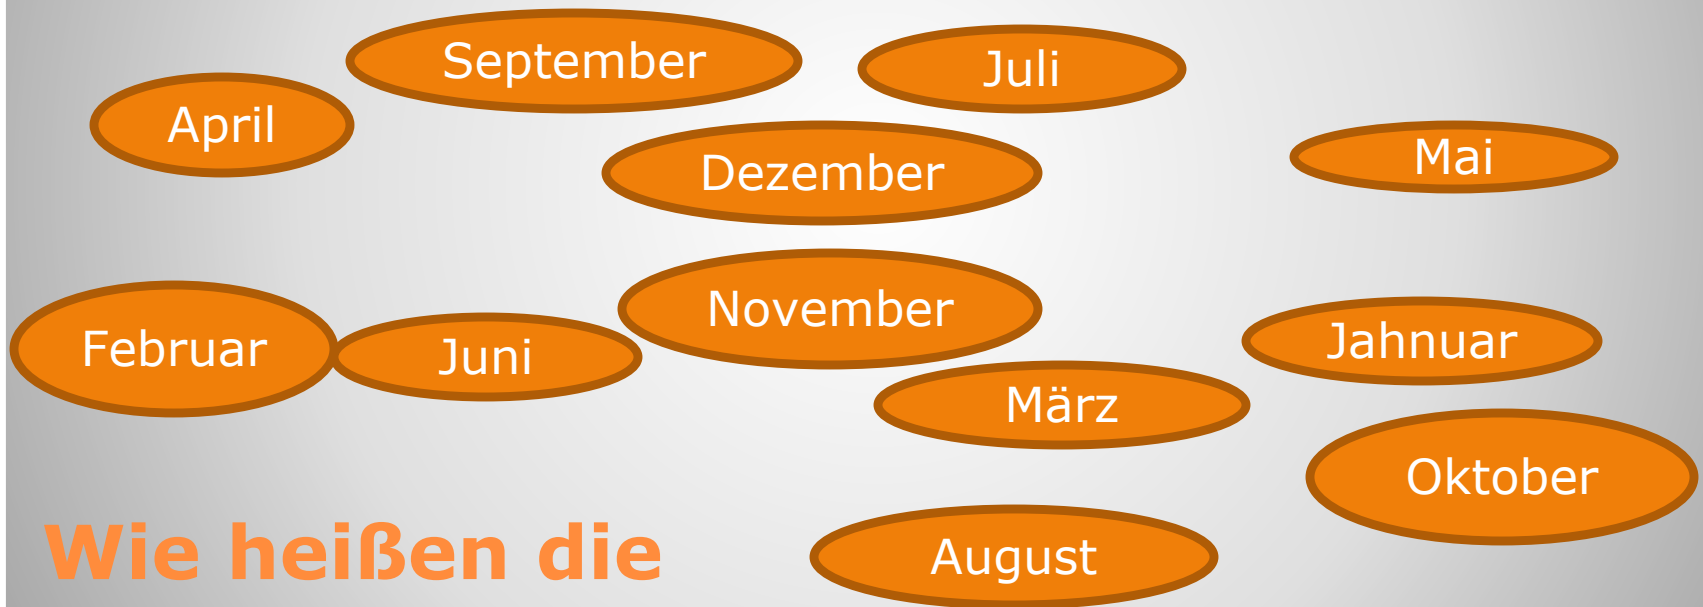 September
Juli
April
Mai
Dezember
November
Jahnuar
Februar
Juni
März
Oktober
August
Wie heißen die